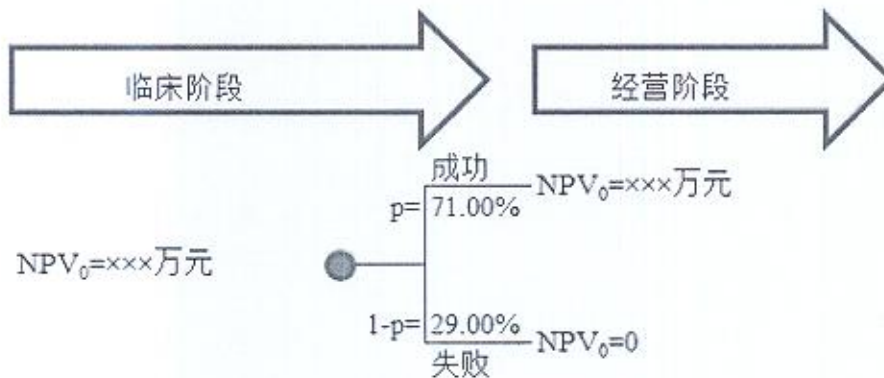 临床阶段
经营阶段
成功
p= 71.00% NPV₀=×××万元
NPV₀=×××万元
1-p= 29.00% NPV₀=0
失败